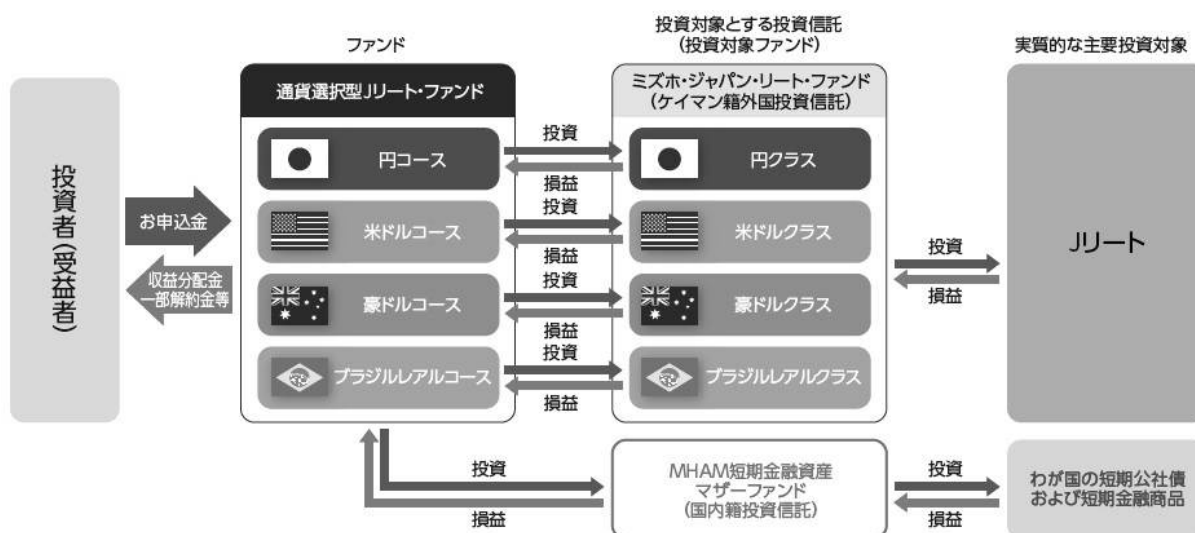 ファンド
投資対象とする投資信託
(投資対象ファンド)
実質的な主要投資対象
投資者(受益者)
お申込金
収益分配金
一部解約金等
通貨選択型Jリート・ファンド
円コース
米ドルコース
豪ドルコース
ブラジルレアルコース
投資
損益
投資
損益
投資
損益
投資
損益
ミズホ・ジャパン・リート・ファンド
(ケイマン籍外国投資信託)
円クラス
米ドルクラス
豪ドルクラス
ブラジルレアルクラス
投資
損益
Jリート
投資
損益
MHAM短期金融資産
マザーファンド
(国内籍投資信託)
投資
損益
わが国の短期公社債
および短期金融商品